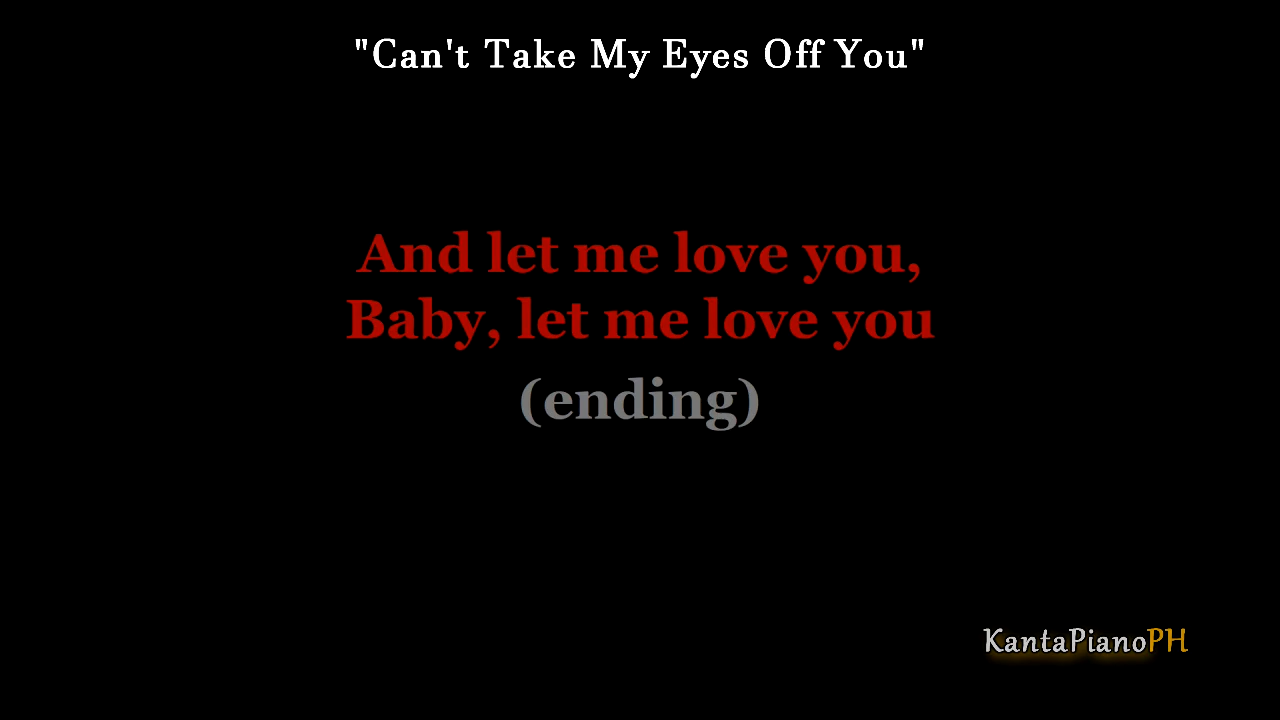 "Can't Take My Eyes Off You"
And let me love you,
Baby, let me love you
(ending)
KantaPianoPH